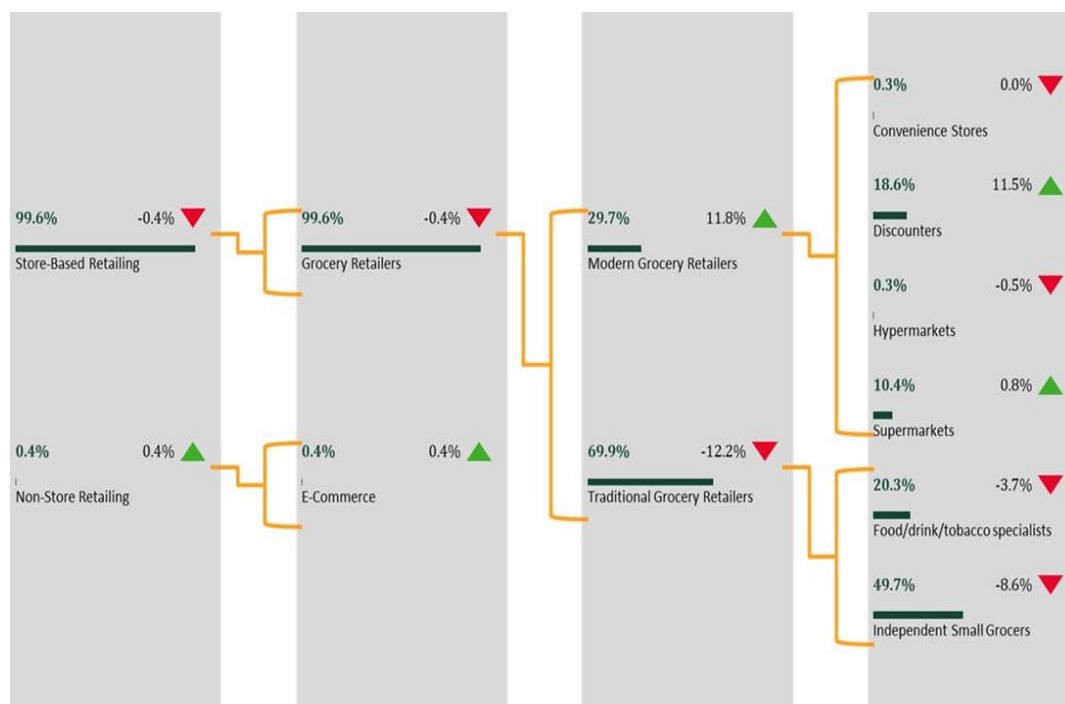 99.6% -0.4%
Store-Based Retailing
0.4% 0.4%
Non-Store Retailing
99.6% -0.4%
Grocery Retailers
0.4% 0.4%
E-Commerce
29.7% 11.8%
Modern Grocery Retailers
69.9% -12.2%
Traditional Grocery Retailers
0.3% 0.0%
Convenience Stores
18.6% 11.5%
Discounters
0.3% -0.5%
Hypermarkets
10.4% 0.8%
Supermarkets
20.3% -3.7%
Food/drink/tobacco specialists
49.7% -8.6%
Independent Small Grocers